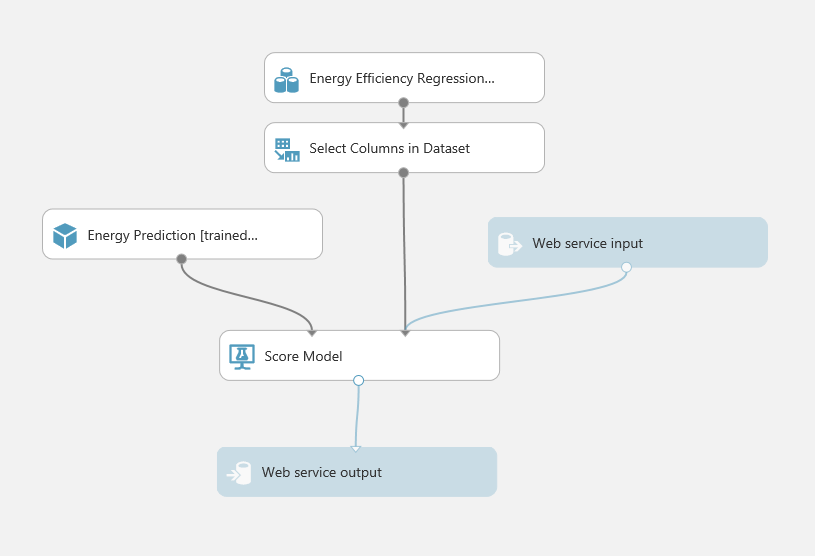 Energy Efficiency Regression...
Select Columns in Dataset
Energy Prediction [trained...
Web service input
Score Model
Web service output